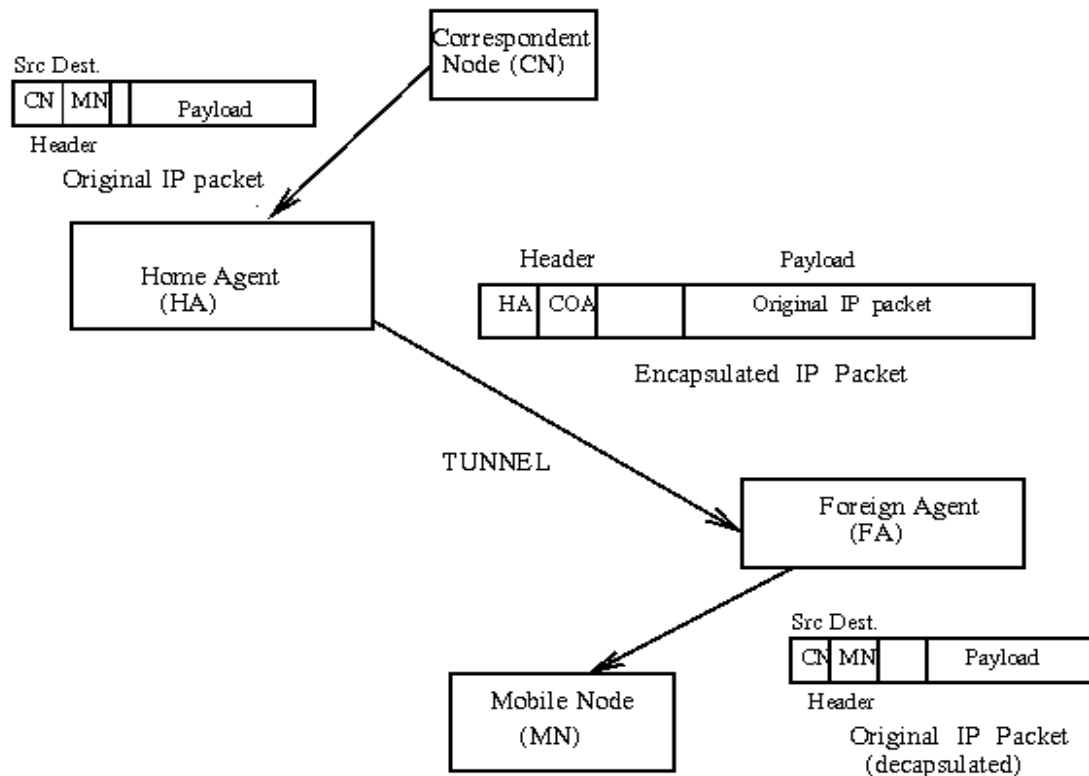 Correspondent
Node (CN)
Src Dest.
CN MN Payload
Header
Original IP packet
Home Agent
(HA)
Header Payload
HA COA Original IP packet
Encapsulated IP Packet
TUNNEL
Foreign Agent
(FA)
Src Dest.
CN MN Payload
Header
Mobile Node
(MN)
Original IP Packet
(decapsulated)